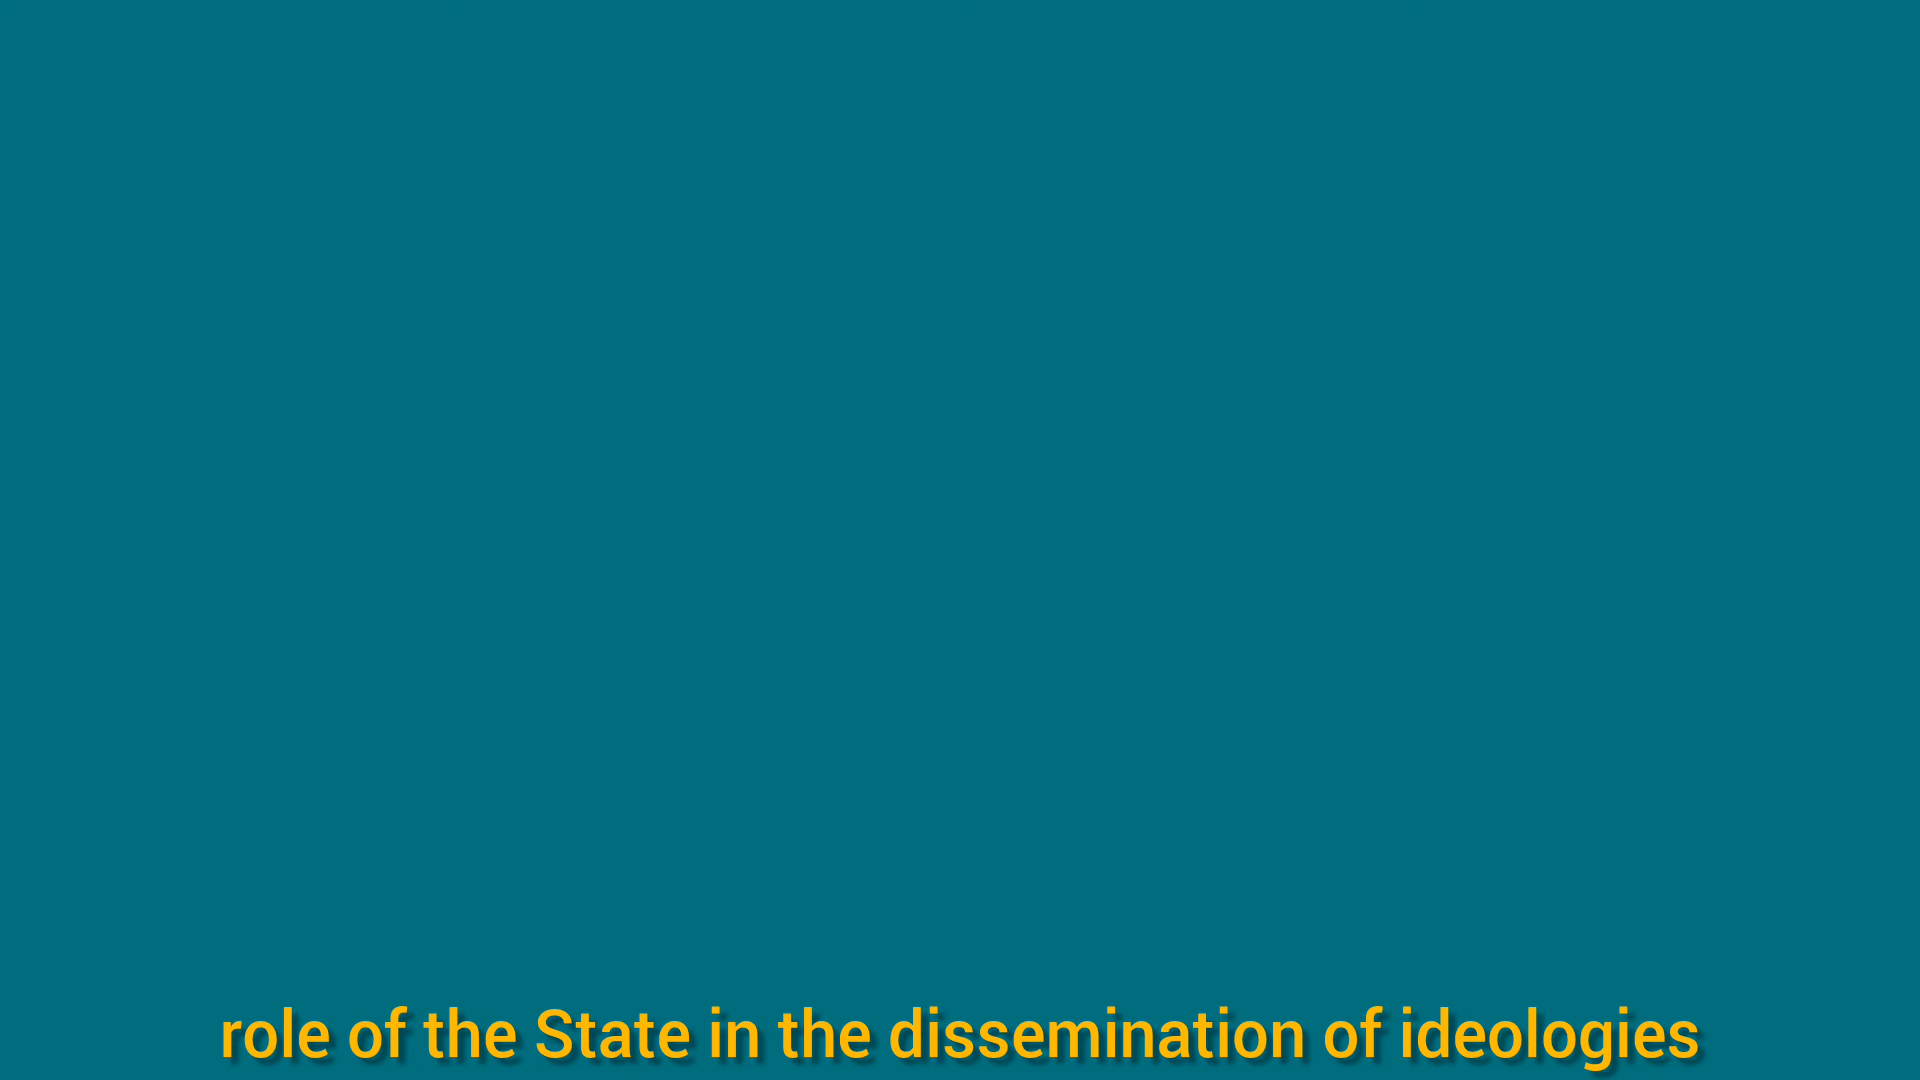 role of the State in the dissemination of ideologies